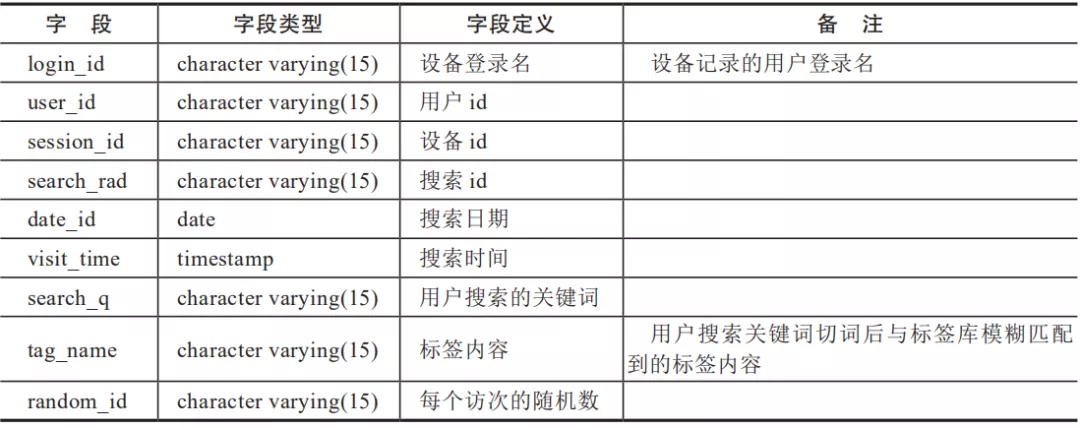 字 段 字段类型 字段定义 备 注
login_id character varying(15) 设备登录名 设备记录的用户登录名
user_id character varying(15) 用户 id
session_id character varying(15) 设备 id
search_rad character varying(15) 搜索 id
date_id date 搜索日期
visit_time timestamp 搜索时间
search_q character varying(15) 用户搜索的关键词
tag_name character varying(15) 标签内容 用户搜索关键词切词后与标签库模糊匹配
到的标签内容
random_id character varying(15) 每个访次的随机数